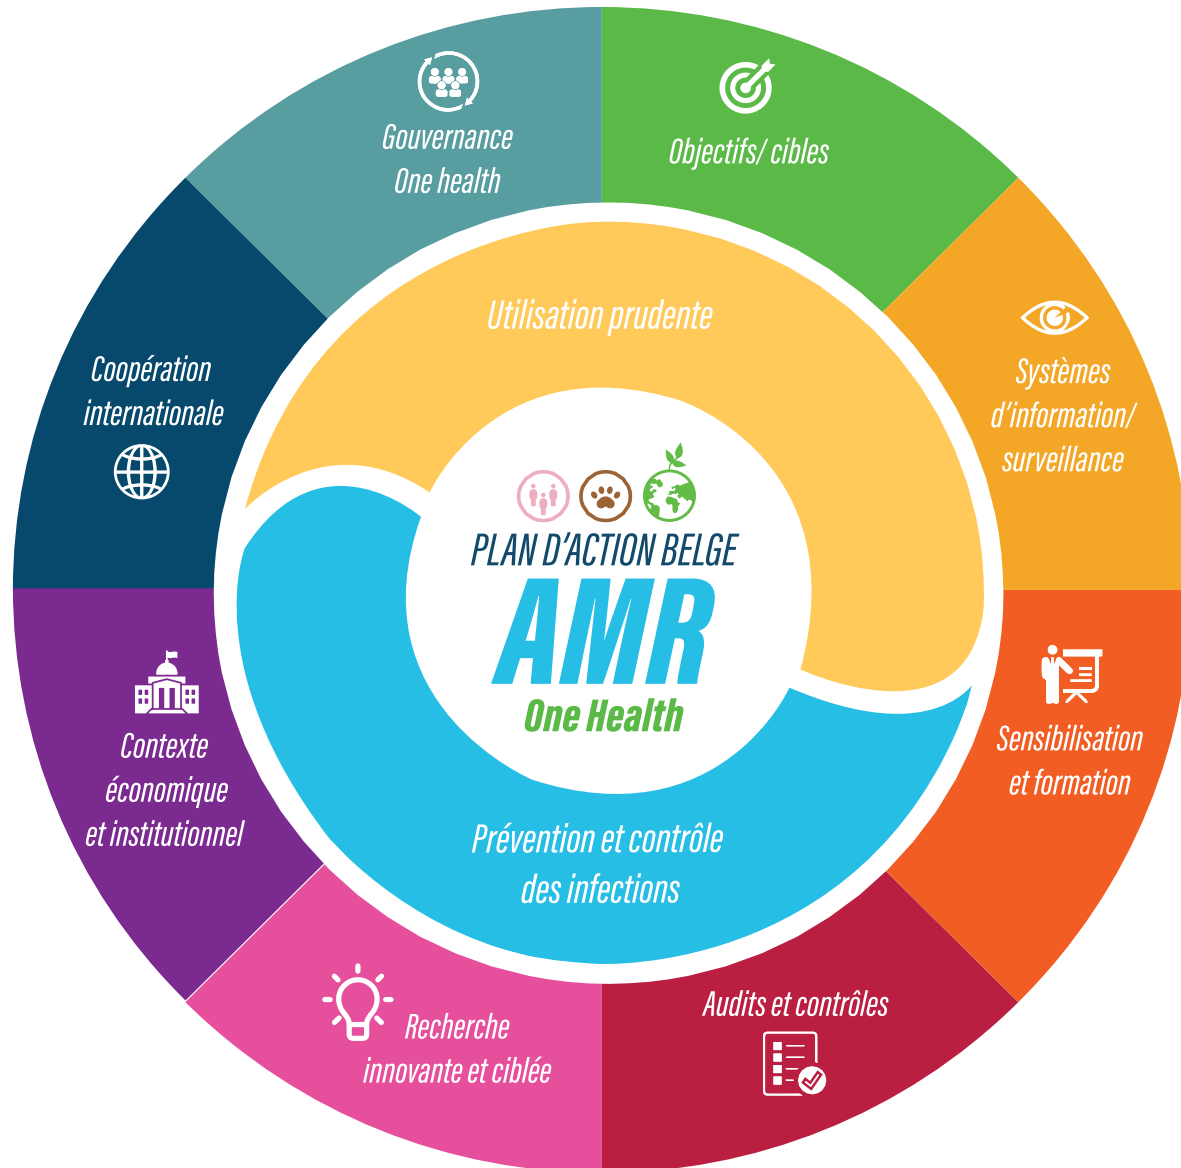 Gouvernance
One health
Objectifs/ cibles
Systèmes
d'information/
surveillance
Sensibilisation
et formation
Audits et contrôles
Recherche
innovante et ciblée
Contexte
économique
et institutionnel
Coopération
internationale
Utilisation prudente
PLAN D'ACTION BELGE
AMR
One Health
Prévention et contrôle
des infections